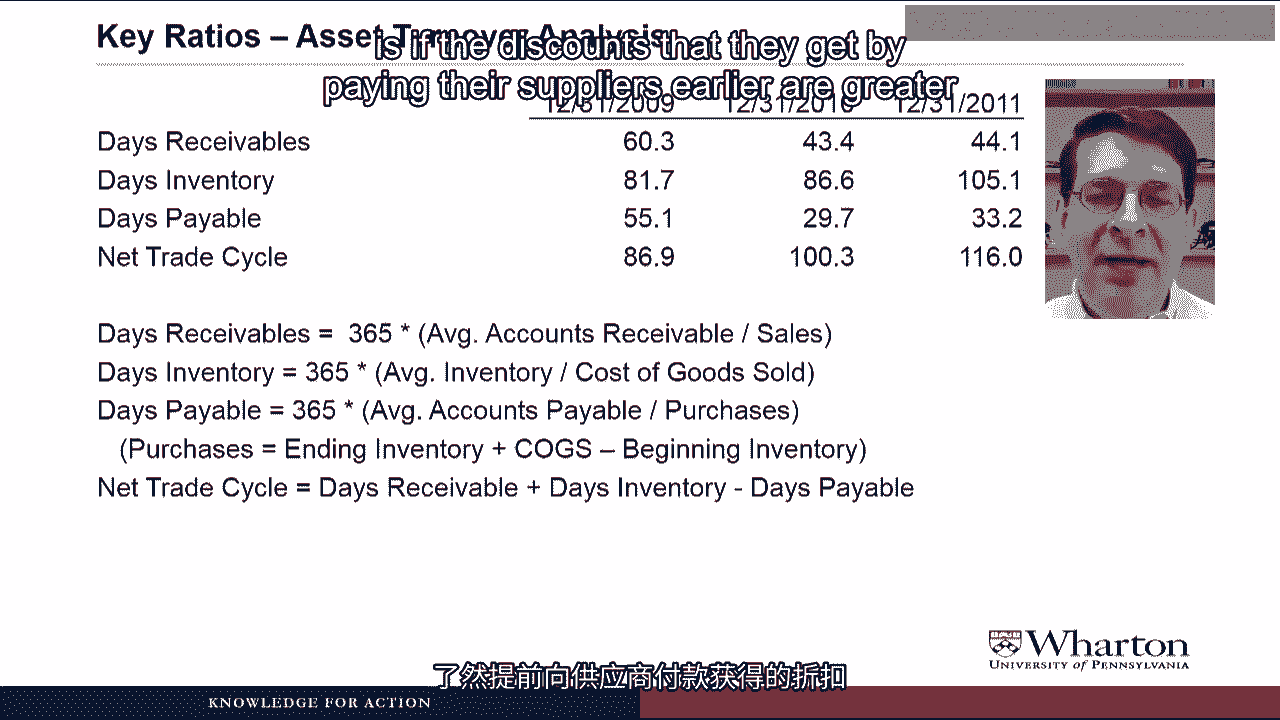 Key Ratios – Asset Turnover Analysis
is if the discounts that they get by
paying their suppliers earlier are greater
12/31/2009 12/31/2010 12/31/2011
Days Receivables 60.3 43.4 44.1
Days Inventory 81.7 86.6 105.1
Days Payable 55.1 29.7 33.2
Net Trade Cycle 86.9 100.3 116.0
Days Receivables = 365 * (Avg. Accounts Receivable / Sales)
Days Inventory = 365 * (Avg. Inventory / Cost of Goods Sold)
Days Payable = 365 * (Avg. Accounts Payable / Purchases)
(Purchases = Ending Inventory + COGS – Beginning Inventory)
Net Trade Cycle = Days Receivable + Days Inventory - Days Payable
Wharton
UNIVERSITY of PENNSYLVANIA
了然提前向供应商付款获得的折扣
KNOWLEDGE FOR ACTION